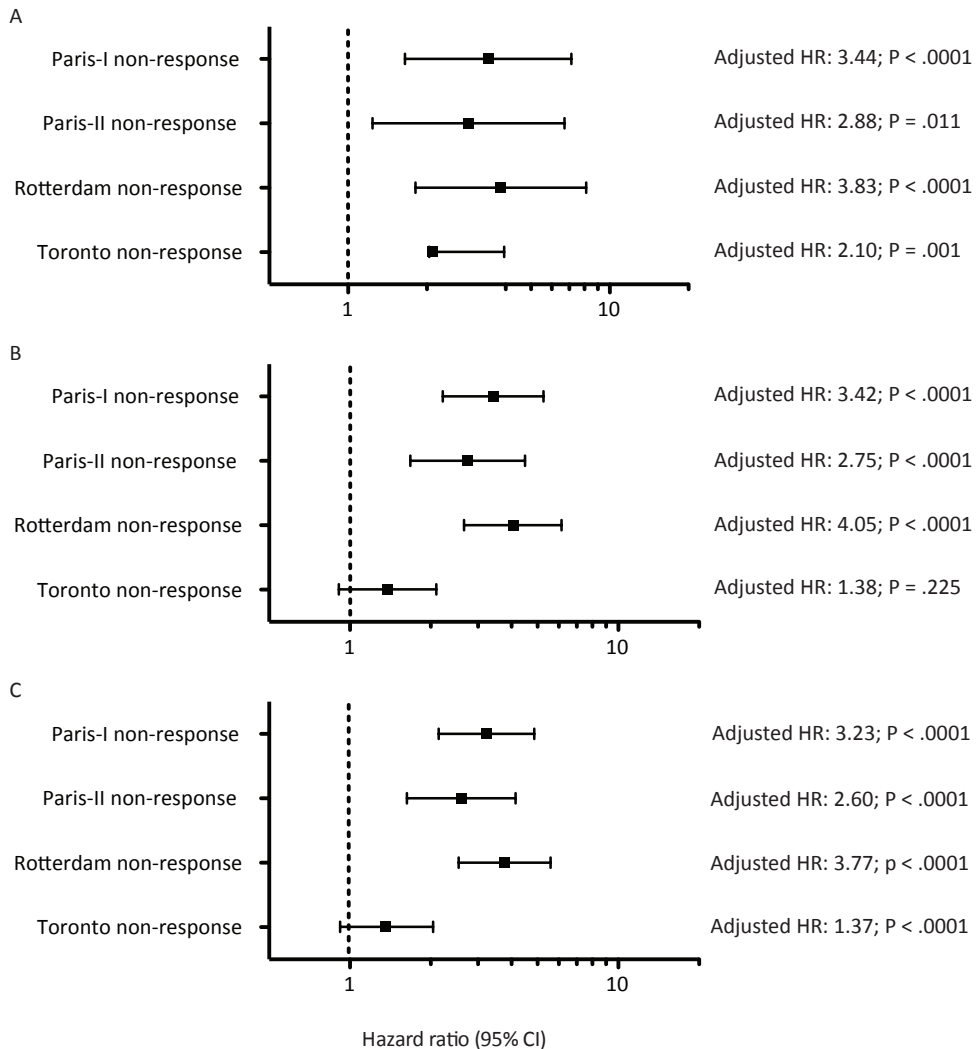 A
Paris-I non-response Adjusted HR: 3.44; P < .0001
Paris-II non-response Adjusted HR: 2.88; P = .011
Rotterdam non-response Adjusted HR: 3.83; P < .0001
Toronto non-response Adjusted HR: 2.10; P = .001
1 10
B
Paris-I non-response Adjusted HR: 3.42; P < .0001
Paris-II non-response Adjusted HR: 2.75; P < .0001
Rotterdam non-response Adjusted HR: 4.05; P < .0001
Toronto non-response Adjusted HR: 1.38; P = .225
1 10
C
Paris-I non-response Adjusted HR: 3.23; P < .0001
Paris-II non-response Adjusted HR: 2.60; P < .0001
Rotterdam non-response Adjusted HR: 3.77; p < .0001
Toronto non-response Adjusted HR: 1.37; P < .0001
1 10
Hazard ratio (95% CI)